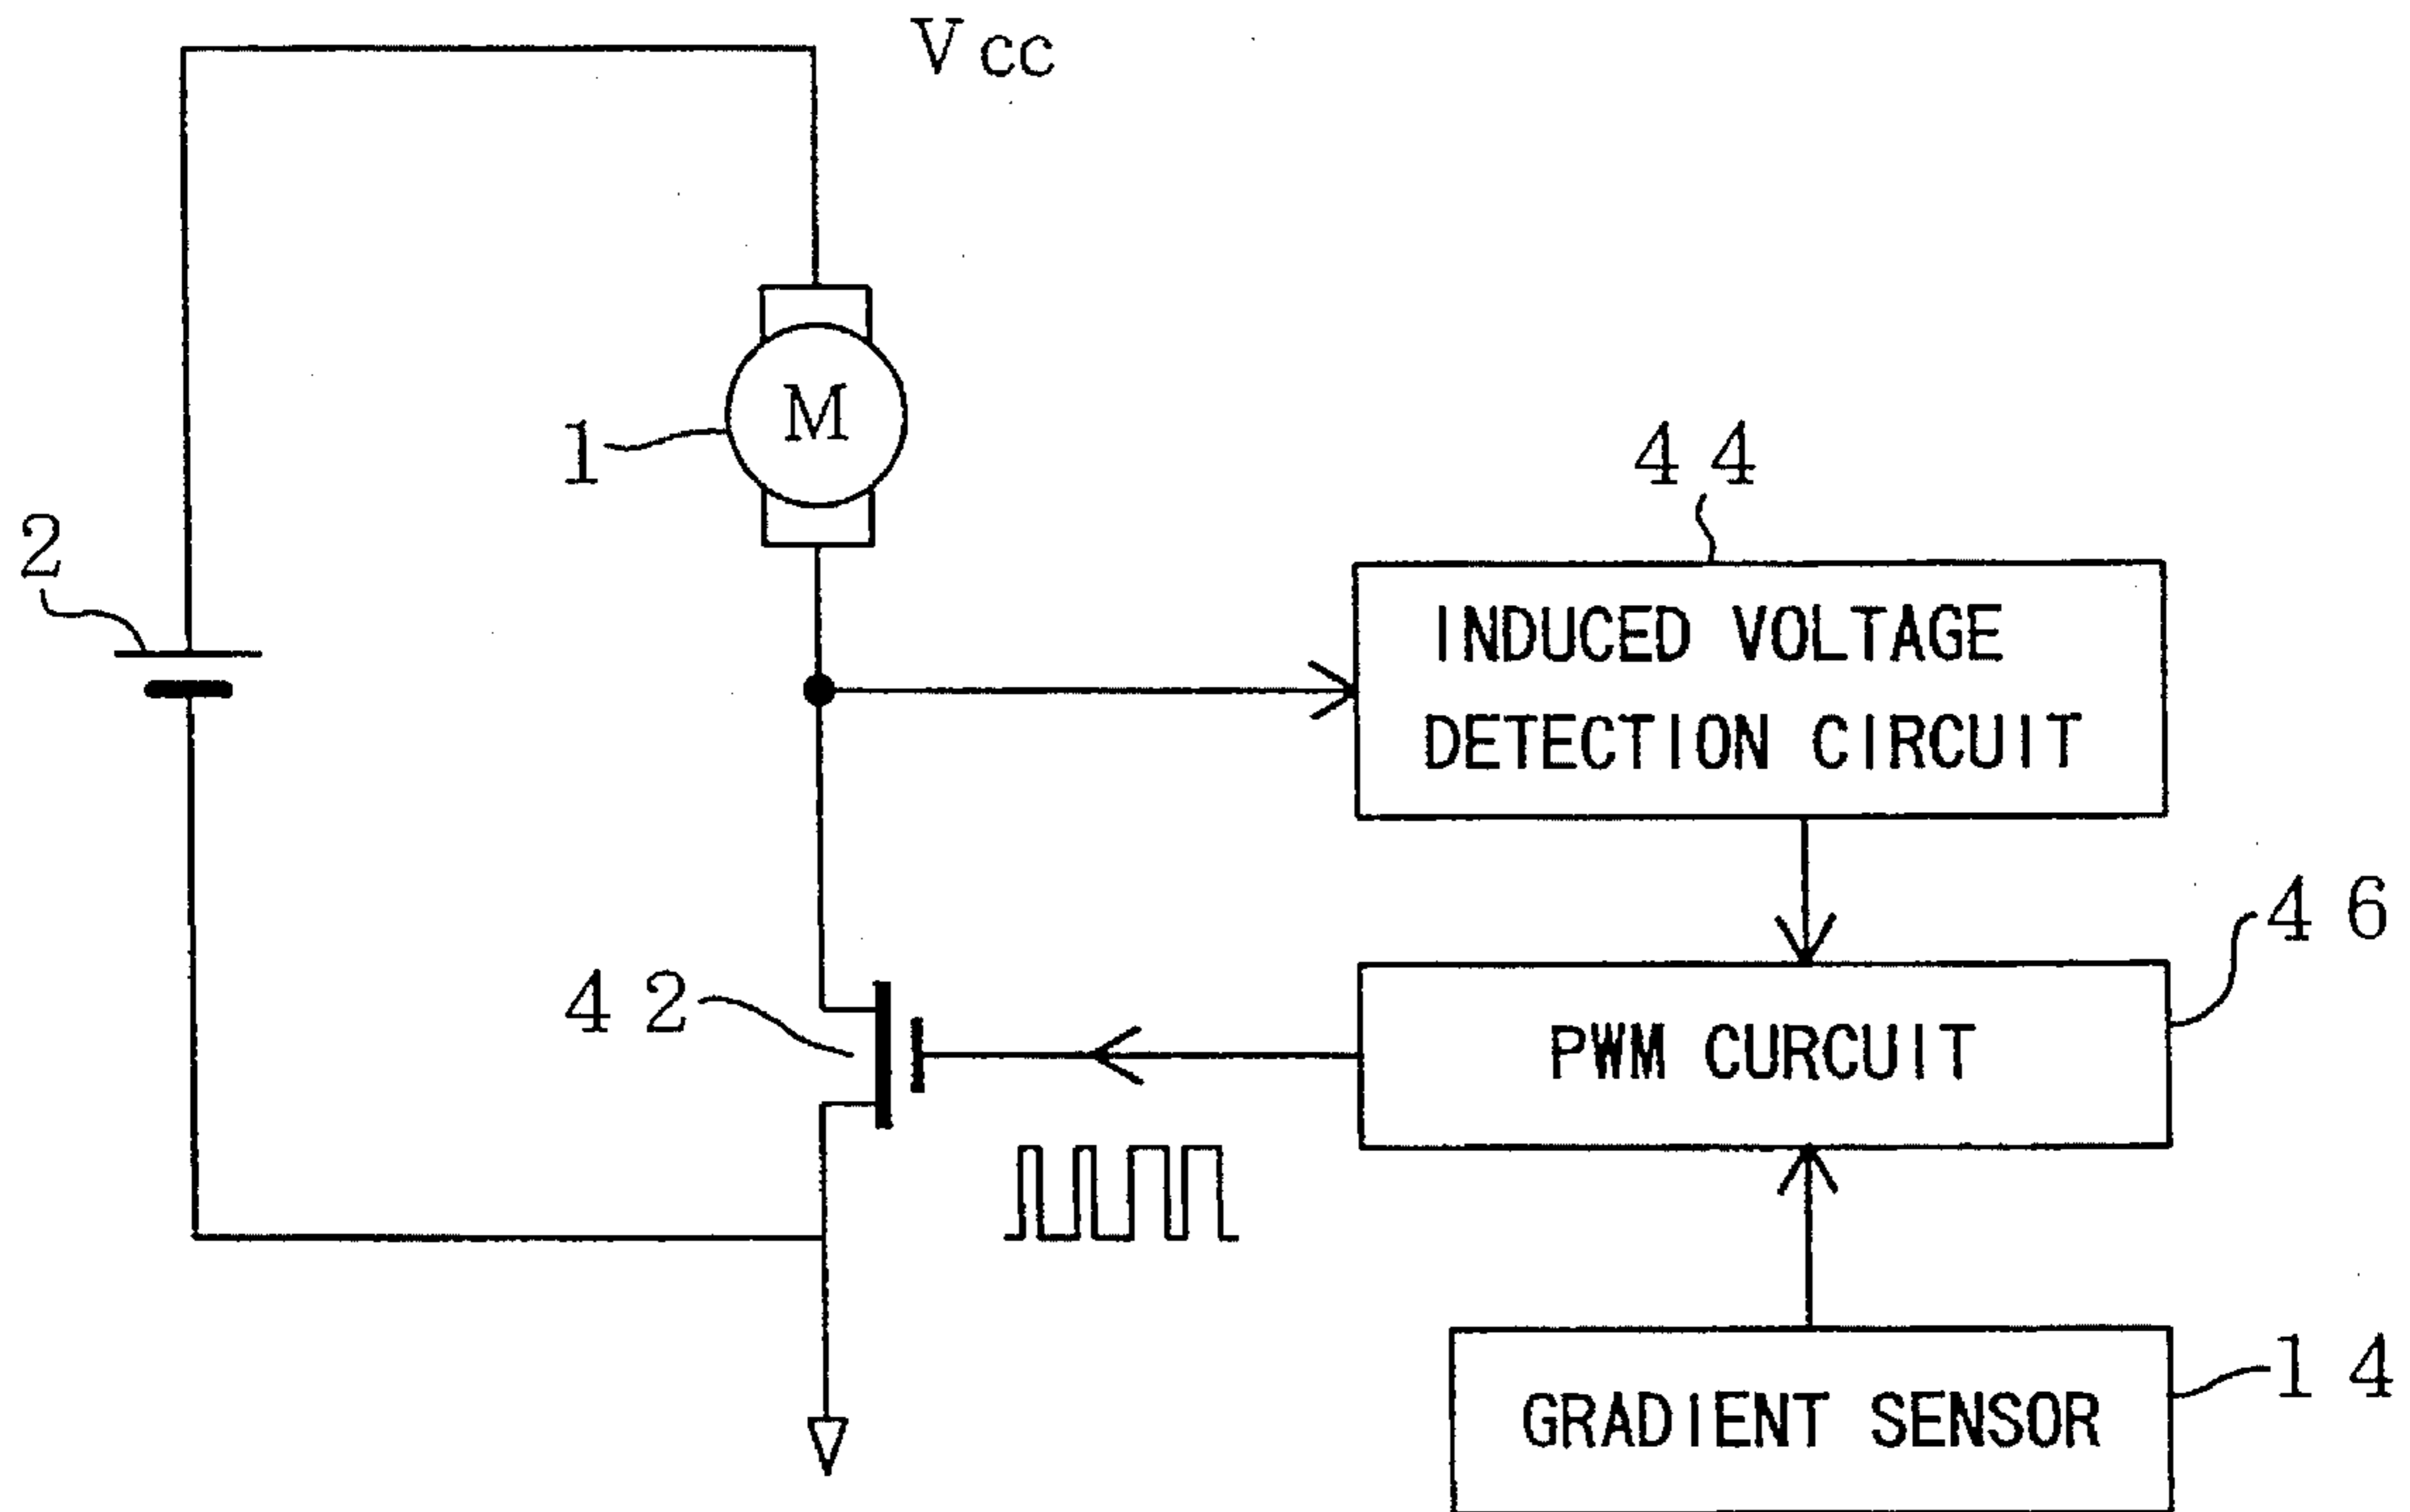 Vcc
M
1
2
44
INDUCED VOLTAGE
DETECTION CIRCUIT
46
42
PWM CURCUIT
14
GRADIENT SENSOR